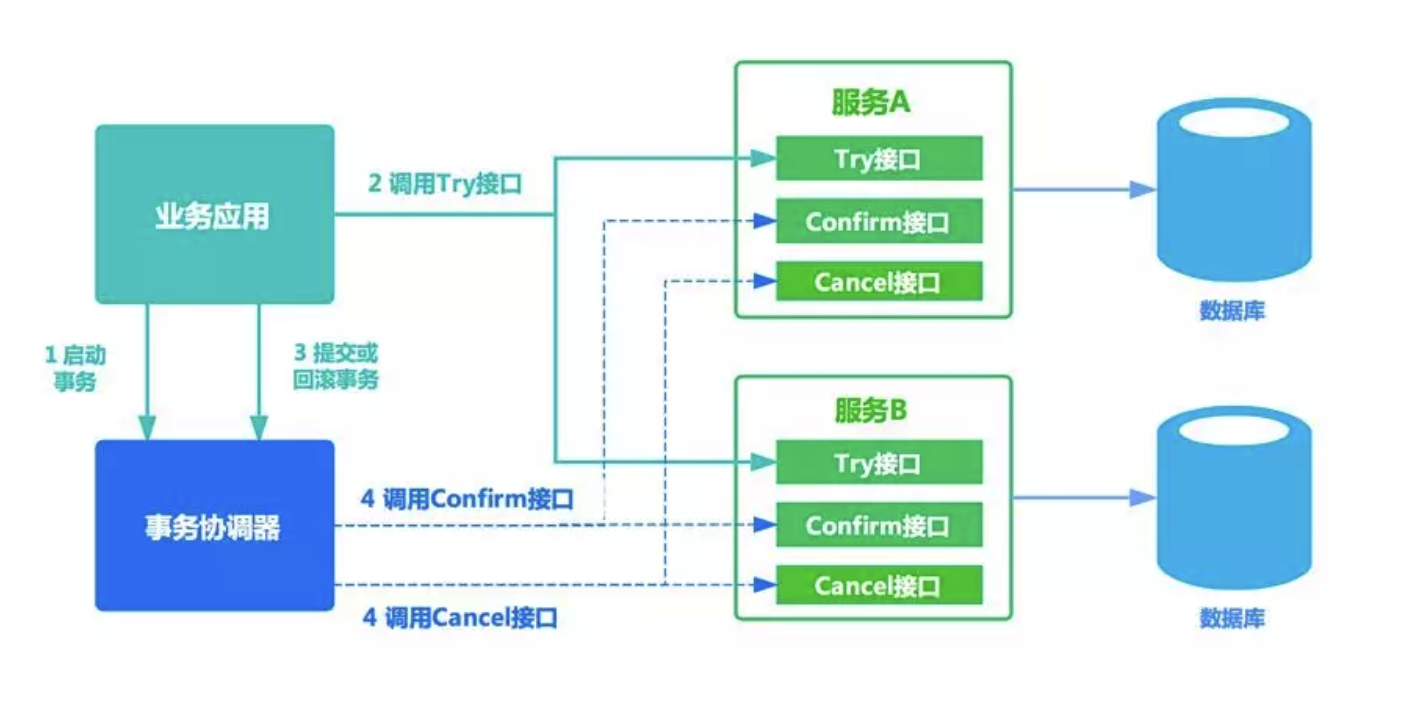 服务A
Try接口
2 调用Try接口
业务应用
Confirm接口
Cancel接口
数据库
1 启动
事务
3 提交或
回滚事务
服务B
Try接口
4 调用Confirm接口
事务协调器
Confirm接口
Cancel接口
4 调用Cancel接口
数据库